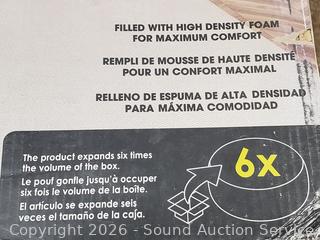 FILLED WITH HIGH DENSITY FOAM
FOR MAXIMUM COMFORT
REMPLI DE MOUSSE DE HAUTE DENSITÉ
POUR UN CONFORT MAXIMAL
RELLENO DE ESPUMA DE ALTA DENSIDAD
PARA MÁXIMA COMODIDAD
The product expands six times
the volume of the box.
Le pouf gonfle jusqu'à occuper
six fois le volume de la boîte.
El artículo se expande seis
veces el tamaño de la caja.
6x
Copyright 2026 - Sound Auction Service